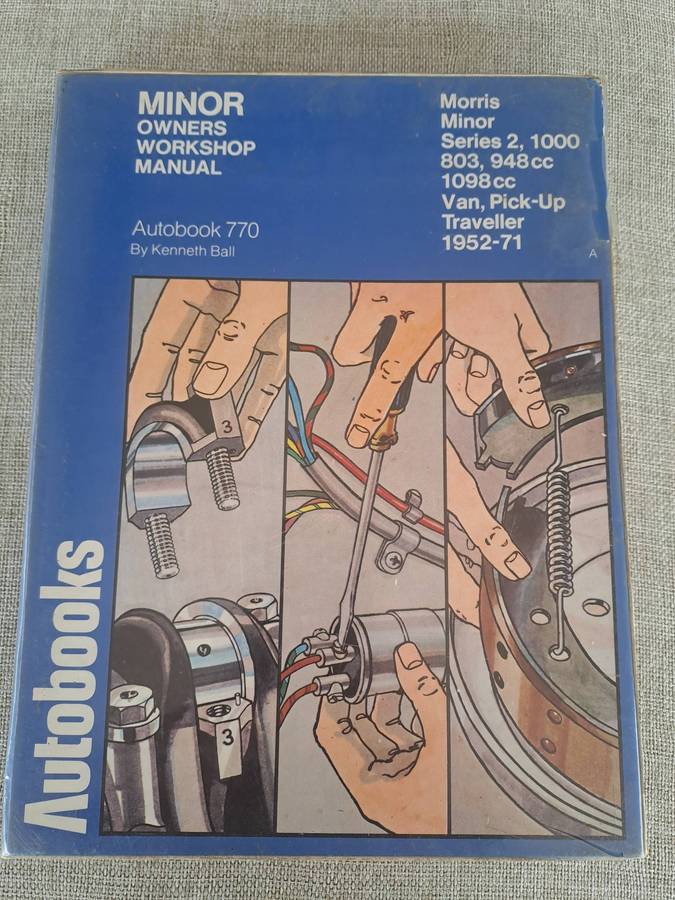 MINOR
OWNERS
WORKSHOP
MANUAL
Autobook 770
By Kenneth Ball
Morris
Minor
Series 2, 1000
803, 948cc
1098cc
Van, Pick-Up
Traveller
1952-71
A
3
3
Autobooks